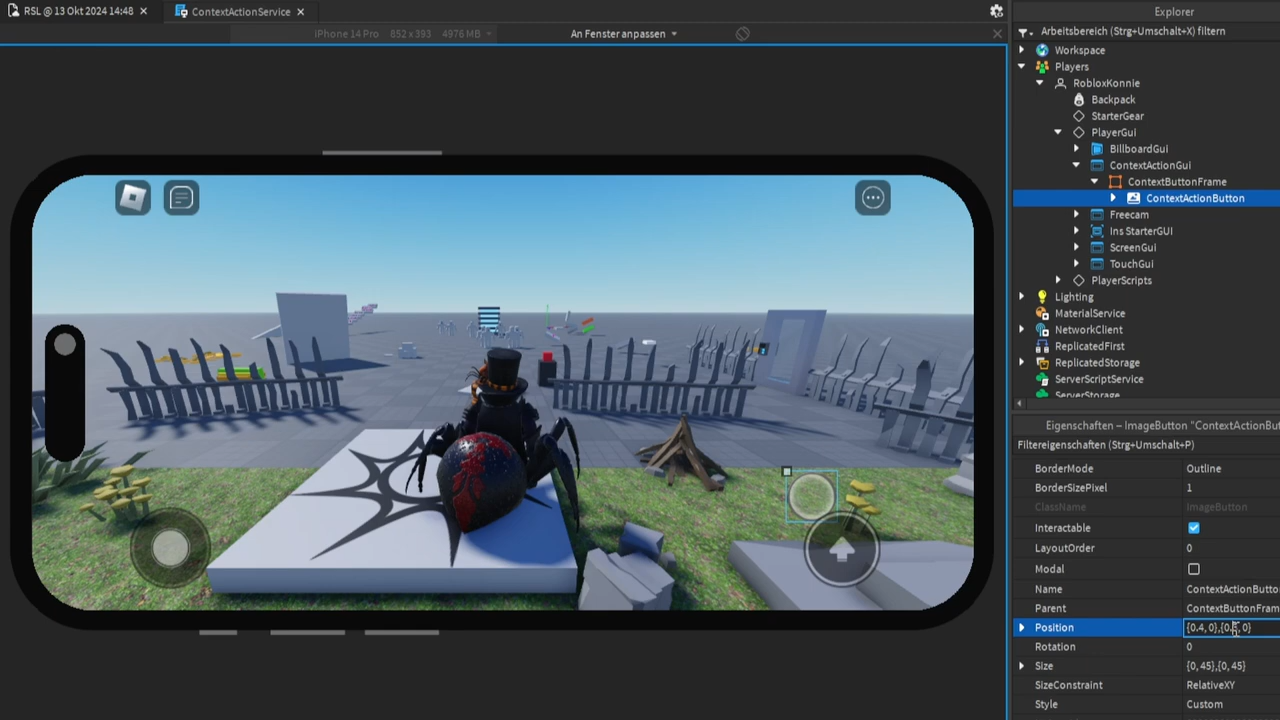 RSL @ 13 Okt 2024 14:48
ContextActionService
iPhone 14 Pro 852 x 393 4976 MB
An Fenster anpassen
Explorer
Arbeitsbereich (Strg+Umschalt+X) filtern
Workspace
Players
RobloxKonnie
Backpack
StarterGear
PlayerGui
BillboardGui
ContextActionGui
ContextButtonFrame
ContextActionButton
Freecam
Ins StarterGUI
ScreenGui
TouchGui
PlayerScripts
Lighting
MaterialService
NetworkClient
ReplicatedFirst
ReplicatedStorage
ServerScriptService
ServerStorage
Eigenschaften – ImageButton "ContextActionBut
Filtereigenschaften (Strg+Umschalt+P)
BorderMode Outline
BorderSizePixel 1
ClassName ImageButton
Interactable
LayoutOrder 0
Modal
Name ContextActionButto
Parent ContextButtonFram
Position {0.4, 0},
Rotation 0
Size {0, 45},{0, 45}
SizeConstraint RelativeXY
Style Custom